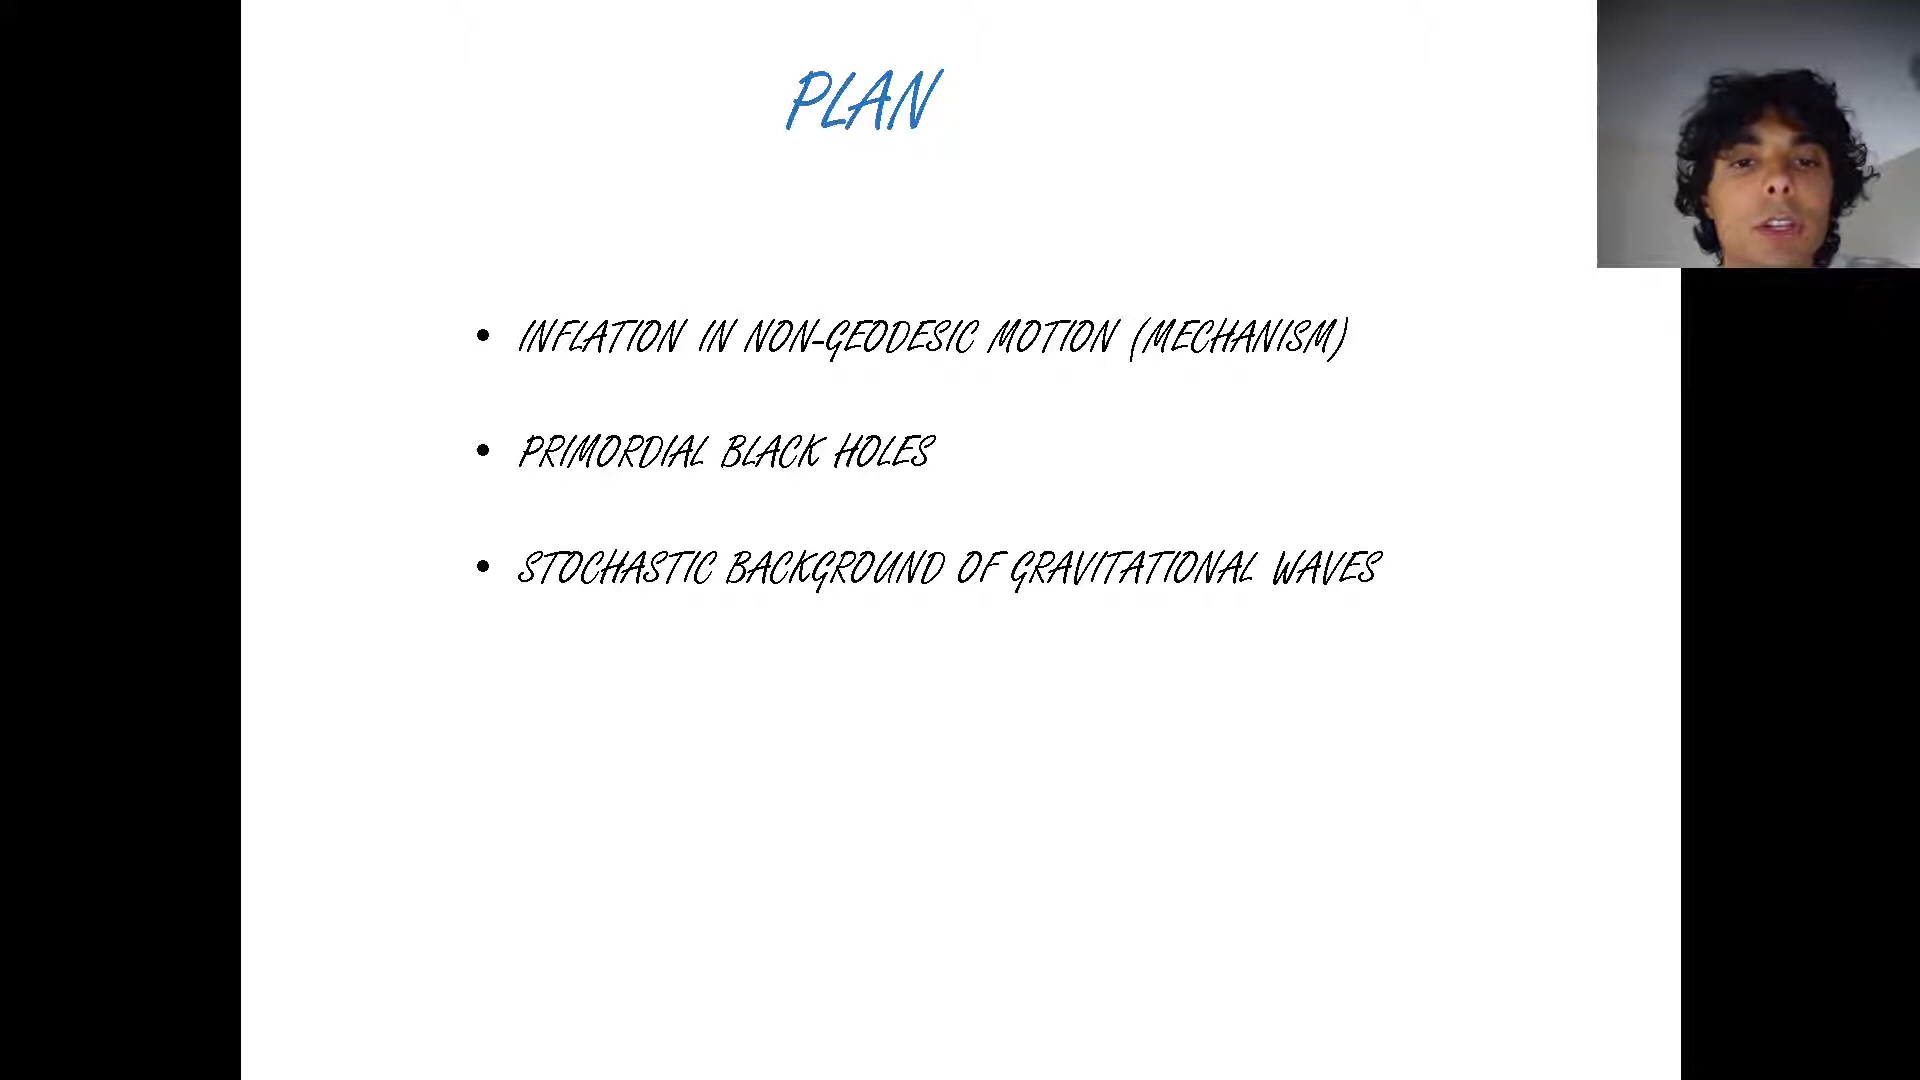 PLAN
• INFLATION IN NON-GEODESIC MOTION (MECHANISM)
• PRIMORDIAL BLACK HOLES
• STOCHASTIC BACKGROUND OF GRAVITATIONAL WAVES